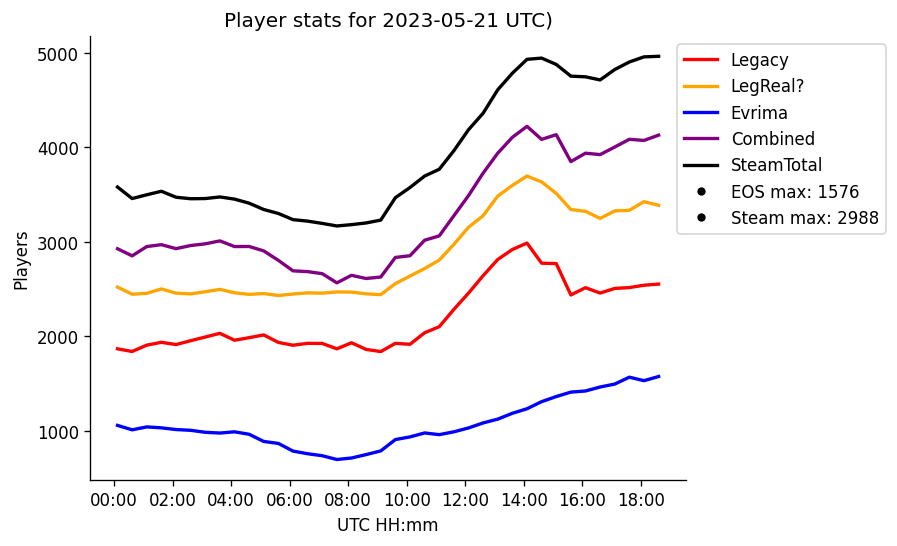 Player stats for 2023-05-21 UTC)
5000
4000
3000
2000
1000
Players
00:00 02:00 04:00 06:00 08:00 10:00 12:00 14:00 16:00 18:00
UTC HH:mm
Legacy
LegReal?
Evrima
Combined
SteamTotal
EOS max: 1576
Steam max: 2988